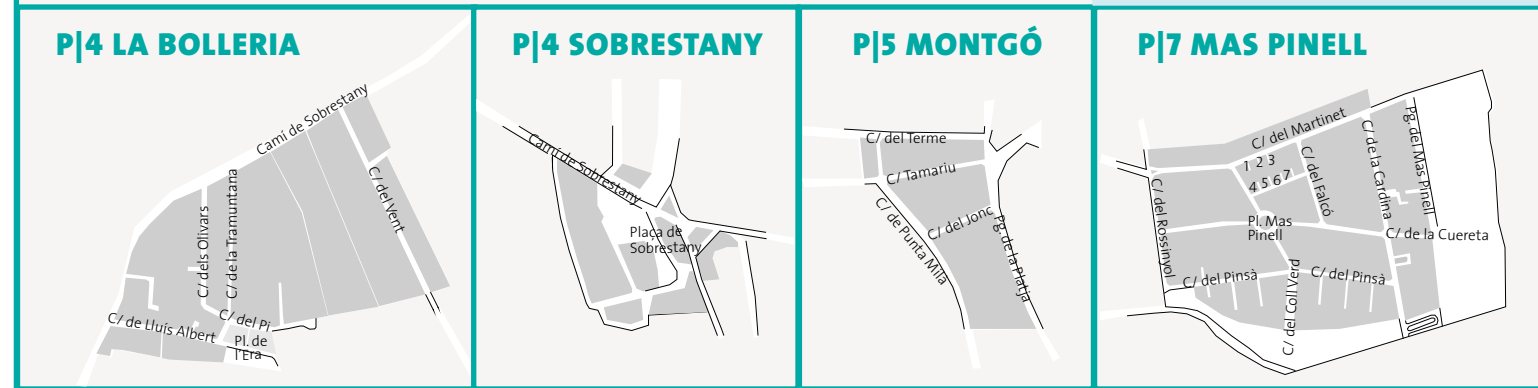 P|4 LA BOLLERIA
Camí de Sobrestany
C/ dels Olivars
C/ de la Tramuntana
C/ del Vent
C/ de Lluís Albert
C/ del Pi
Pl. de
l'Era
P|4 SOBRESTANY
Camí de Sobrestany
Plaça de
Sobrestany
P|5 MONTGÓ
C/ del Terme
C/ Tamariu
C/ de Punta Mila
C/ del Jonc
Pg. de la Platja
P|7 MAS PINELL
C/ del Martinet
1 2 3
4 5 6 7
C/ del Falcó
C/ de la Cardina
Pg. del Mas Pinell
C/ del Rossinyol
Pl. Mas
Pinell
C/ de la Cuereta
C/ del Pinsà
C/ del Coll Verd
C/ del Pinsà